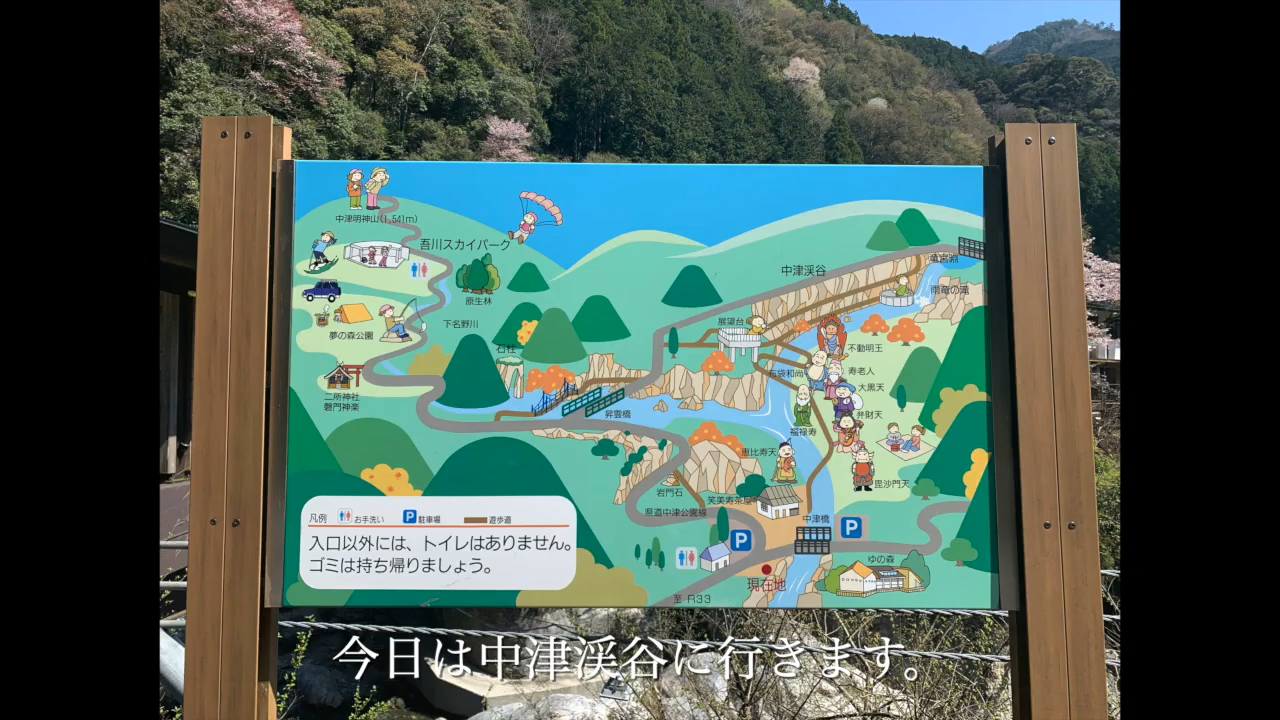 中津明神山(1,541m)
吾川スカイパーク
中津渓谷
竜宮淵
雨竜の滝
原生林
夢の森公園
下名野川
展望台
不動明王
石柱
布袋和尚
寿老人
大黒天
二所神社
磐門神楽
昇雲橋
福禄寿
弁財天
恵比寿天
毘沙門天
岩門石
笑美寿茶屋
県道中津公園線
中津橋
P
P
ゆの森
現在地
至 R33
凡例 お手洗い P 駐車場 遊歩道
入口以外には、トイレはありません。
ゴミは持ち帰りましょう。
今日は中津渓谷に行きます。